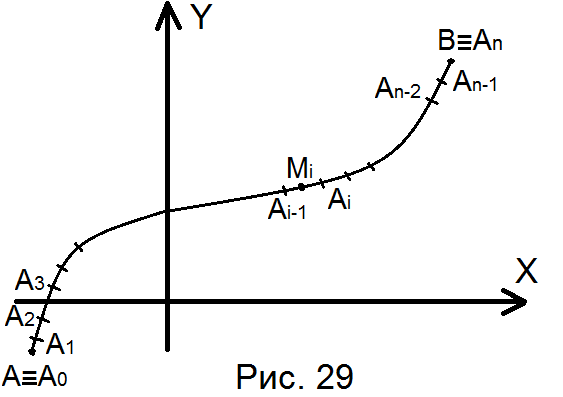 Y
B≡Aₙ
Aₙ₋₂
Aₙ₋₁
Mᵢ
Aᵢ₋₁
Aᵢ
X
A₃
A₂
A₁
A≡A₀
Рис. 29